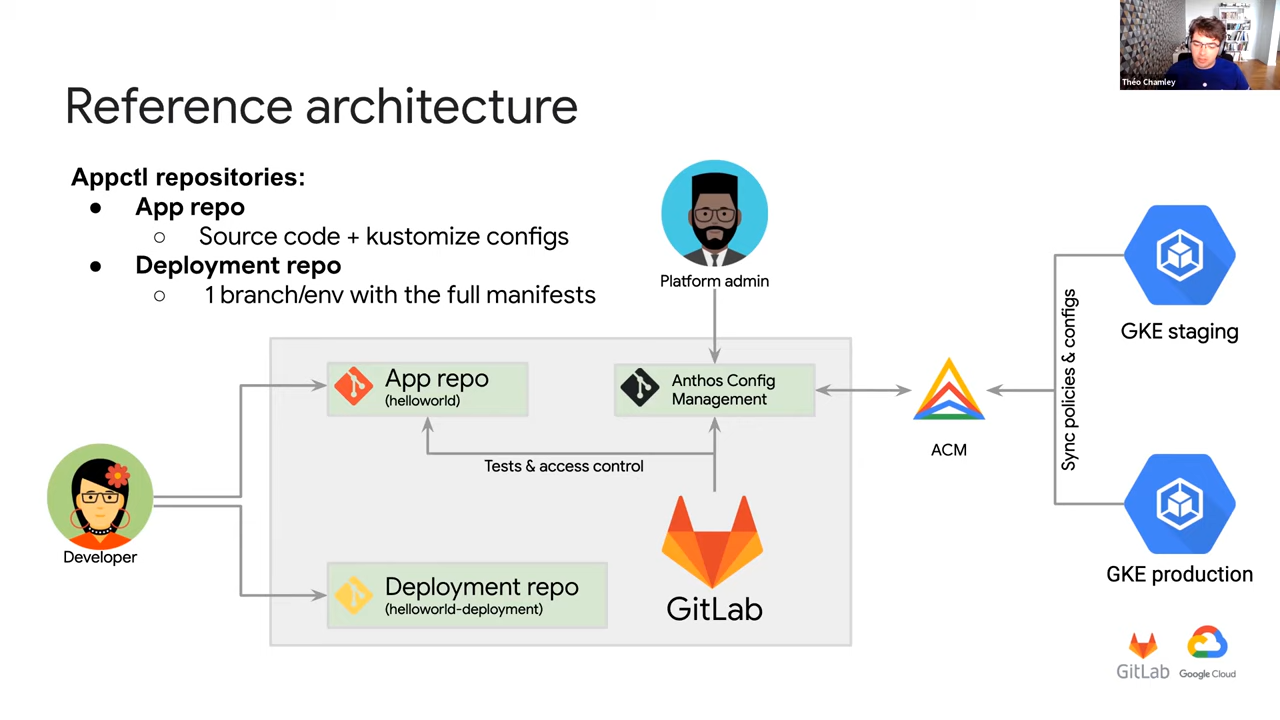 Théo Chamley
Reference architecture
Appctl repositories:
● App repo
○ Source code + kustomize configs
● Deployment repo
○ 1 branch/env with the full manifests
Platform admin
App repo
(helloworld)
Anthos Config
Management
Tests & access control
ACM
Sync policies & configs
GKE staging
GKE production
Developer
Deployment repo
(helloworld-deployment)
GitLab
GitLab
Google Cloud